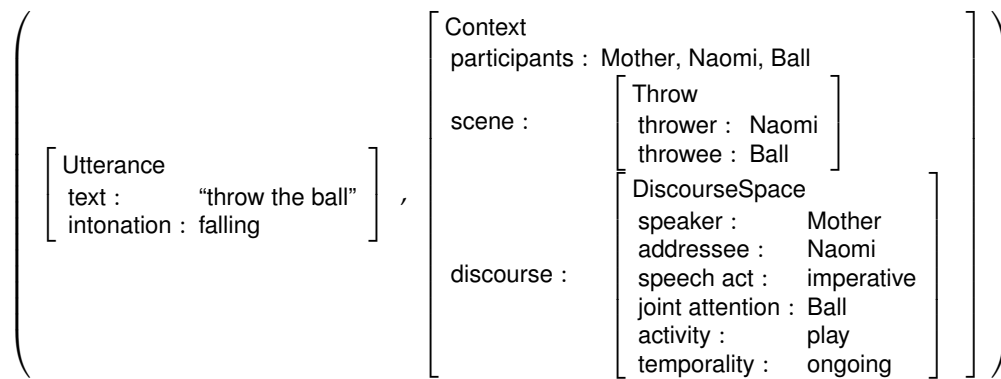 Utterance
text : “throw the ball”
intonation : falling
,
Context
participants : Mother, Naomi, Ball
scene :
Throw
thrower : Naomi
throwee : Ball
discourse :
DiscourseSpace
speaker : Mother
addressee : Naomi
speech act : imperative
joint attention : Ball
activity : play
temporality : ongoing